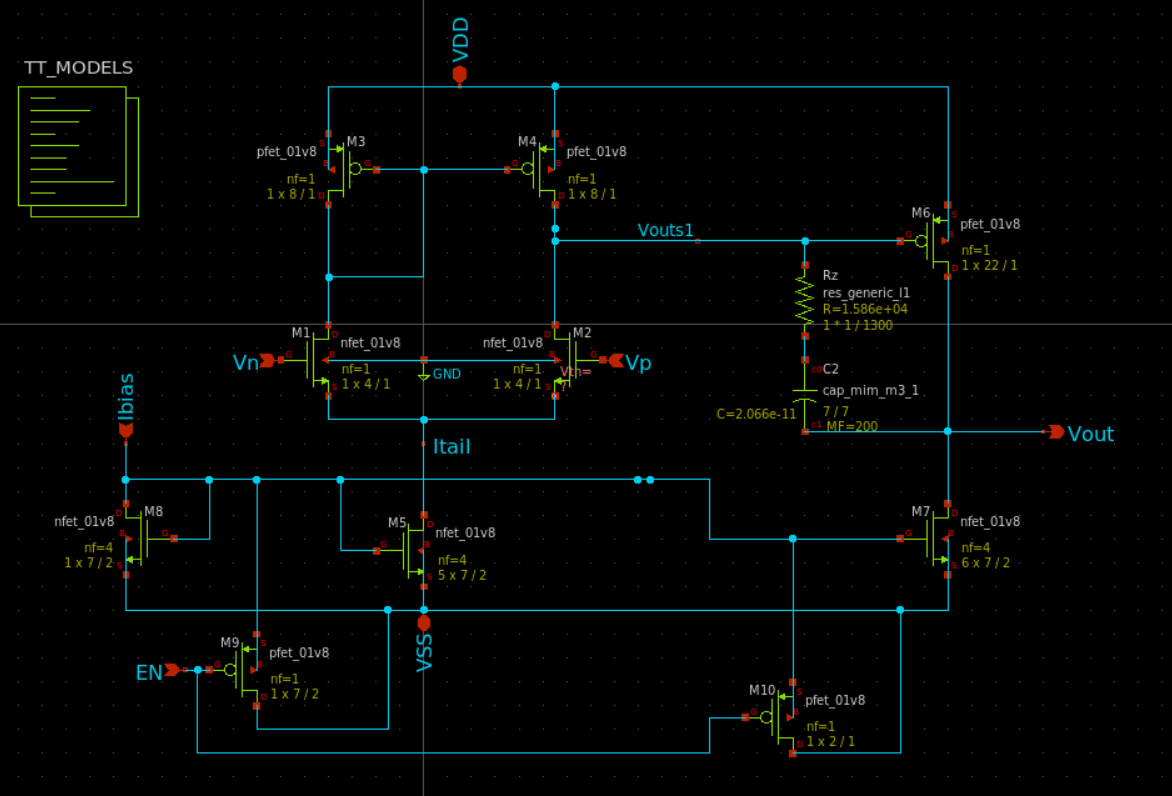 VDD
TT_MODELS
M3
pfet_01v8
nf=1
1 x 8 / 1
S
B
G
D
M4
pfet_01v8
nf=1
1 x 8 / 1
S
B
G
D
Vouts1
M6
pfet_01v8
nf=1
1 x 22 / 1
S
B
G
D
Rz
res_generic_l1
R=1.586e+04
1 * 1 / 1300
M1
nfet_01v8
nf=1
1 x 4 / 1
Vn
G
D
B
S
GND
M2
nfet_01v8
nf=1
1 x 4 / 1
Vth=
?
Vp
G
D
B
S
c0
C2
cap_mim_m3_1
C=2.066e-11
7 / 7
c1
MF=200
Vout
Ibias
Itail
M8
nfet_01v8
nf=4
1 x 7 / 2
D
B
G
S
M5
nfet_01v8
nf=4
5 x 7 / 2
D
B
G
S
M7
nfet_01v8
nf=4
6 x 7 / 2
D
B
G
S
VSS
EN
M9
pfet_01v8
nf=1
1 x 7 / 2
S
B
G
D
M10
pfet_01v8
nf=1
1 x 2 / 1
S
B
G
D